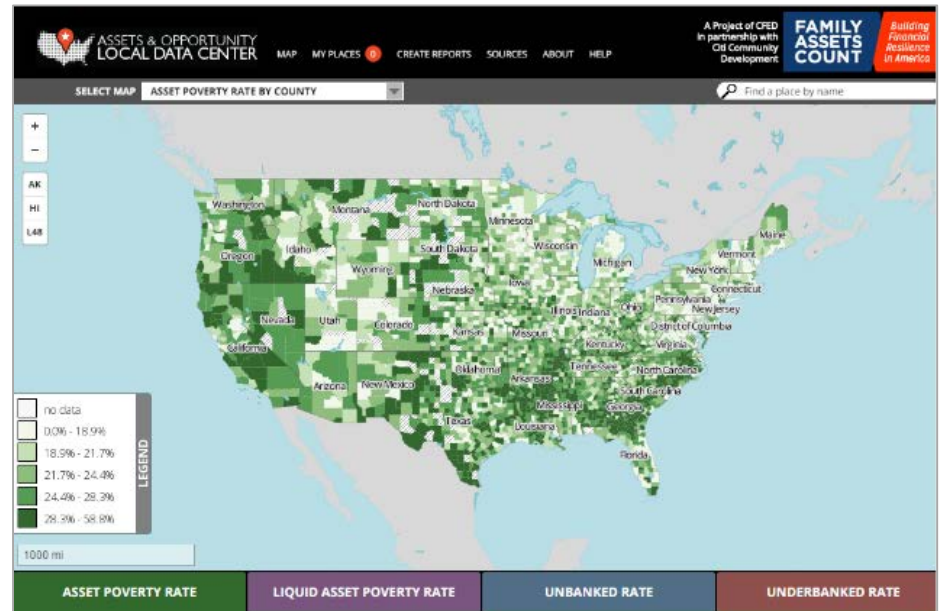 ASSETS & OPPORTUNITY
LOCAL DATA CENTER
MAP
MY PLACES 0
CREATE REPORTS
SOURCES
ABOUT
HELP
A Project of CFED
in partnership with
Citi Community
Development
FAMILY
ASSETS
COUNT
Building
Financial
Resilience
in America
SELECT MAP
ASSET POVERTY RATE BY COUNTY
Find a place by name
+
−
AK
HI
L48
Washington
Montana
North Dakota
Minnesota
Maine
Oregon
Idaho
South Dakota
Wisconsin
Michigan
Vermont
New York
Wyoming
Nebraska
Iowa
Connecticut
Pennsylvania
New Jersey
Nevada
Utah
Colorado
Kansas
Missouri
Illinois
Indiana
Ohio
District of Columbia
California
Kentucky
Virginia
Arizona
New Mexico
Oklahoma
Arkansas
Tennessee
North Carolina
South Carolina
Texas
Mississippi
Georgia
Louisiana
Florida
LEGEND
no data
0.0% - 18.9%
18.9% - 21.7%
21.7% - 24.4%
24.4% - 28.3%
28.3% - 58.8%
1000 mi
ASSET POVERTY RATE
LIQUID ASSET POVERTY RATE
UNBANKED RATE
UNDERBANKED RATE